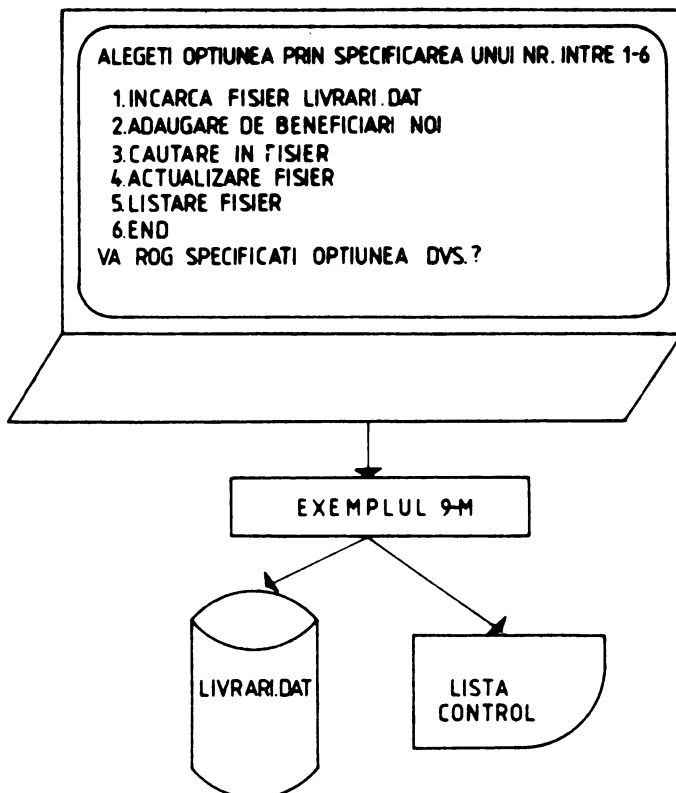 ALEGETI OPTIUNEA PRIN SPECIFICAREA UNUI NR. INTRE 1-6
1.INCARCA FISIER LIVRARI.DAT
2.ADAUGARE DE BENEFICIARI NOI
3.CAUTARE IN FISIER
4.ACTUALIZARE FISIER
5.LISTARE FISIER
6.END
VA ROG SPECIFICATI OPTIUNEA DVS.?
EXEMPLUL 9-M
LIVRARI.DAT
LISTA
CONTROL